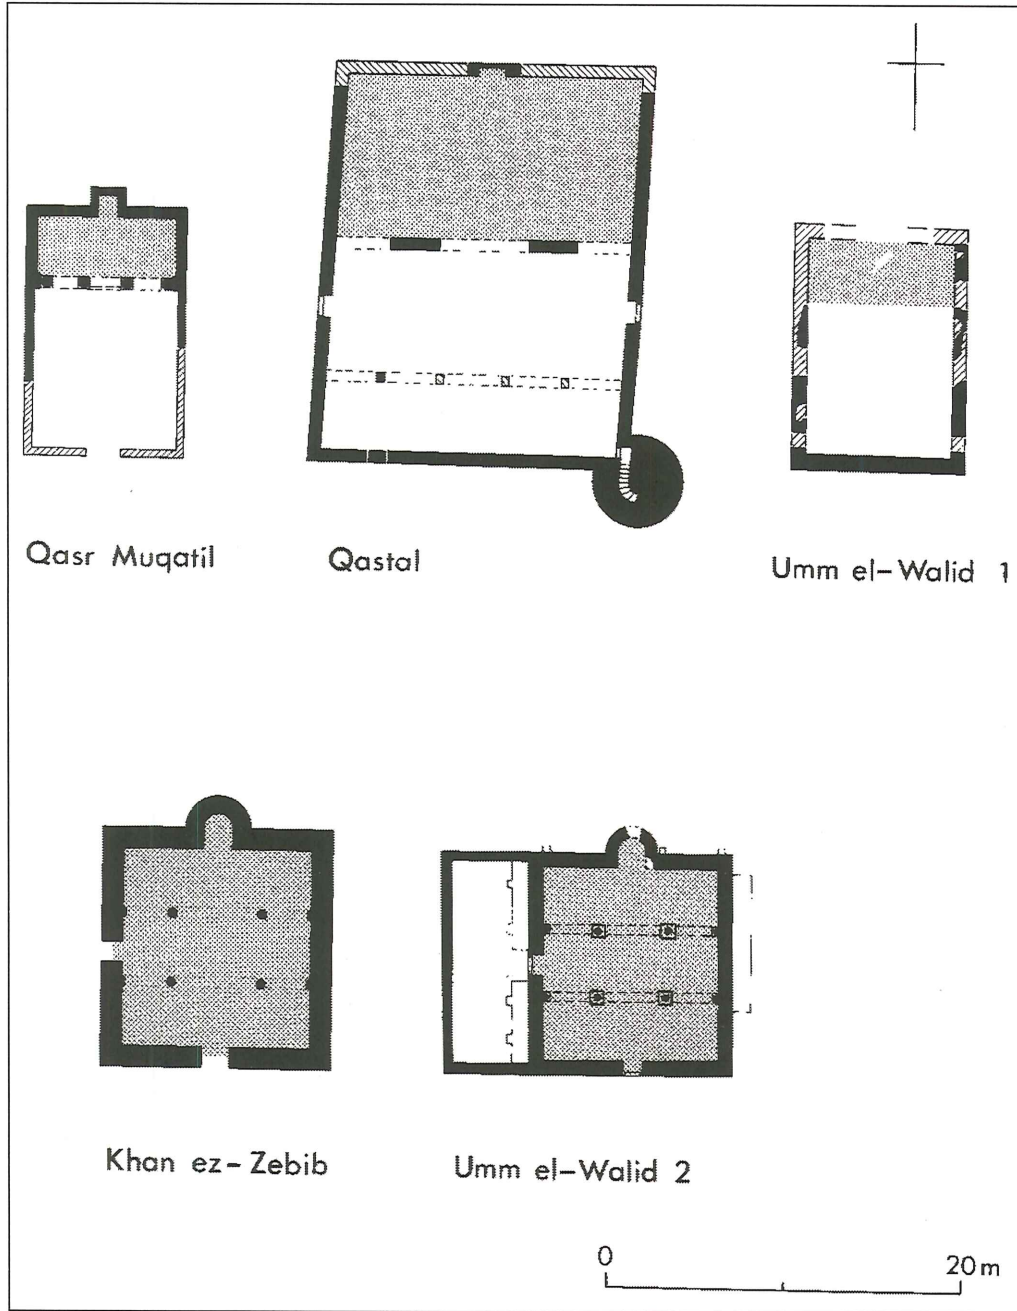 Qasr Muqatil
Qastal
Umm el-Walid 1
Khan ez-Zebib
Umm el-Walid 2
0
20 m